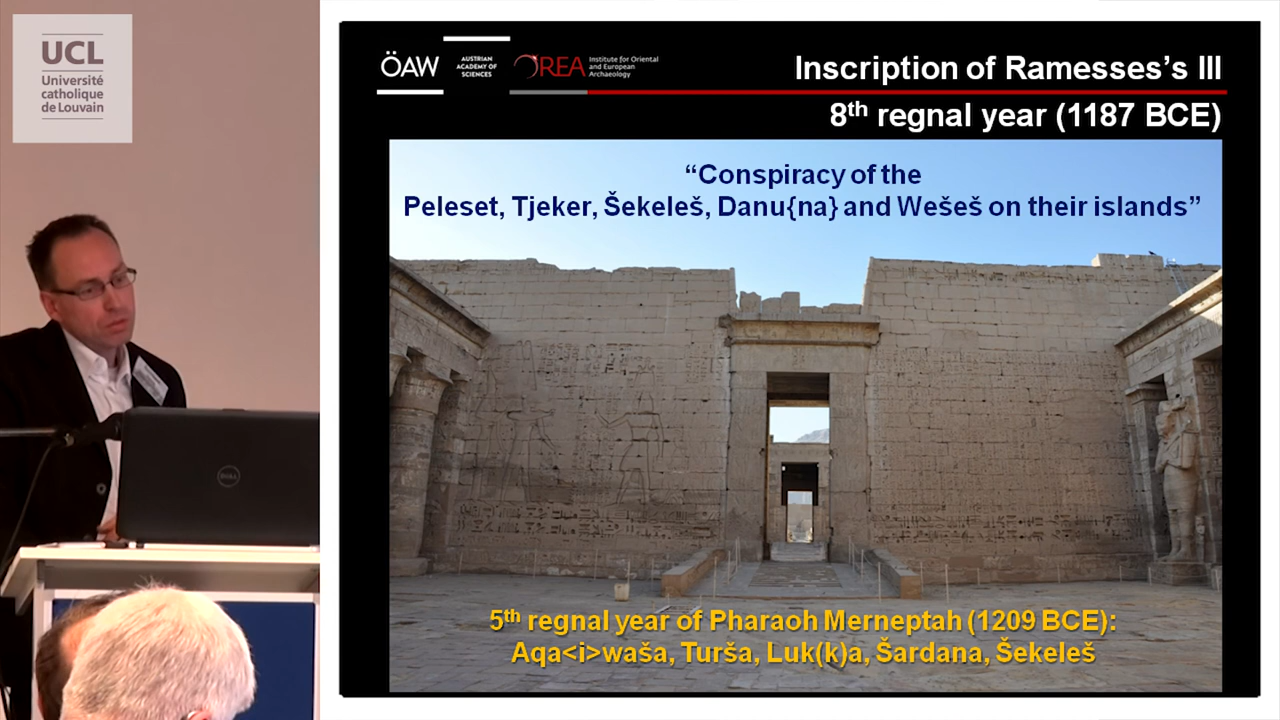 UCL
Université
catholique
de Louvain
ÖAW
AUSTRIAN
ACADEMY OF
SCIENCES
OREA
Institute for Oriental
and European
Archaeology
Inscription of Ramesses’s III
8th regnal year (1187 BCE)
“Conspiracy of the
Peleset, Tjeker, Šekeleš, Danu{na} and Wešeš on their islands”
5th regnal year of Pharaoh Merneptah (1209 BCE):
Aqa<i>waša, Turša, Luk(k)a, Šardana, Šekeleš
DELL